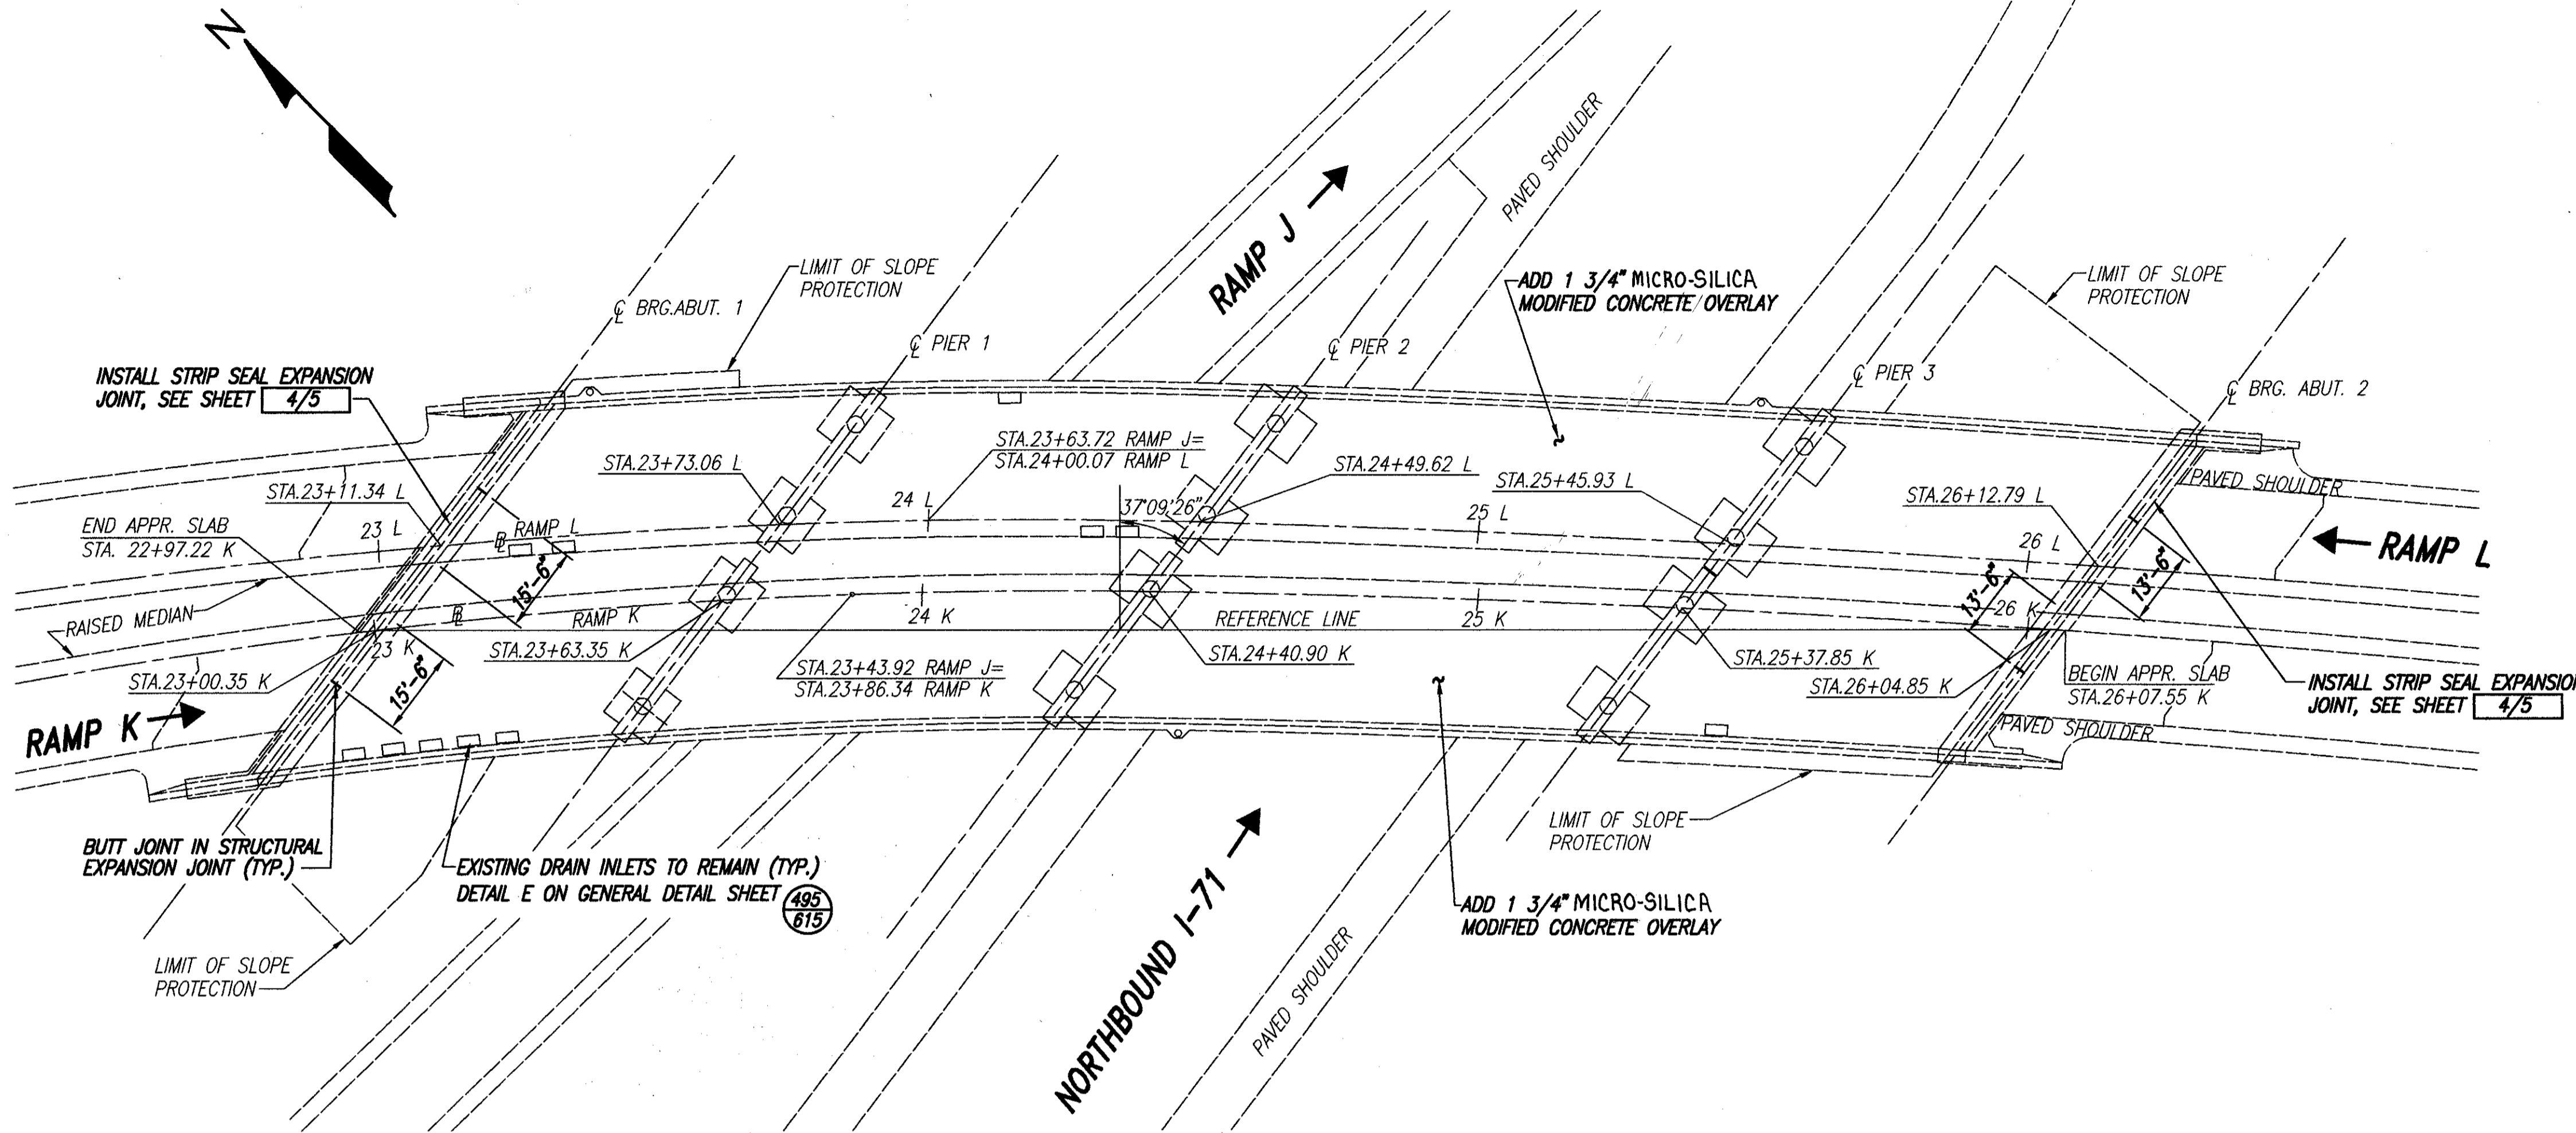 N
RAMP J
PAVED SHOULDER
LIMIT OF SLOPE
PROTECTION
℄ BRG.ABUT. 1
℄ PIER 1
℄ PIER 2
ADD 1 3/4" MICRO-SILICA
MODIFIED CONCRETE OVERLAY
℄ PIER 3
LIMIT OF SLOPE
PROTECTION
℄ BRG. ABUT. 2
INSTALL STRIP SEAL EXPANSION
JOINT, SEE SHEET 4/5
STA.23+11.34 L
END APPR. SLAB
STA. 22+97.22 K
23 L
RAMP L
STA.23+73.06 L
24 L
STA.23+63.72 RAMP J=
STA.24+00.07 RAMP L
37°09'26"
STA.24+49.62 L
25 L
STA.25+45.93 L
STA.26+12.79 L
26 L
PAVED SHOULDER
RAMP L
15'-6"
13'-6"
13'-6"
RAISED MEDIAN
RAMP K
24 K
REFERENCE LINE
25 K
26 K
23 K
STA.23+00.35 K
15'-6"
STA.23+63.35 K
STA.23+43.92 RAMP J=
STA.23+86.34 RAMP K
STA.24+40.90 K
STA.25+37.85 K
STA.26+04.85 K
BEGIN APPR. SLAB
STA.26+07.55 K
INSTALL STRIP SEAL EXPANSIO
JOINT, SEE SHEET 4/5
PAVED SHOULDER
RAMP K
BUTT JOINT IN STRUCTURAL
EXPANSION JOINT (TYP.)
EXISTING DRAIN INLETS TO REMAIN (TYP.)
DETAIL E ON GENERAL DETAIL SHEET 495
615
LIMIT OF SLOPE
PROTECTION
LIMIT OF SLOPE
PROTECTION
ADD 1 3/4" MICRO-SILICA
MODIFIED CONCRETE OVERLAY
NORTHBOUND I-71
PAVED SHOULDER